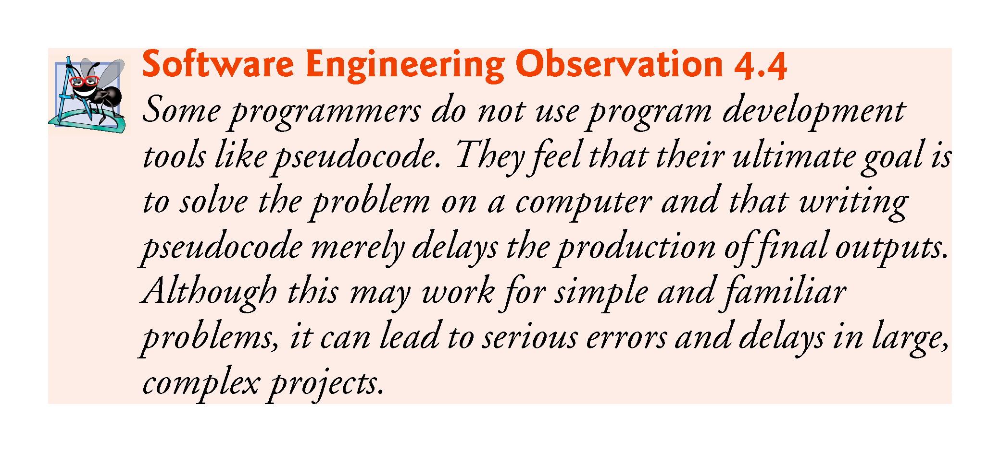 Software Engineering Observation 4.4
Some programmers do not use program development
tools like pseudocode. They feel that their ultimate goal is
to solve the problem on a computer and that writing
pseudocode merely delays the production of final outputs.
Although this may work for simple and familiar
problems, it can lead to serious errors and delays in large,
complex projects.